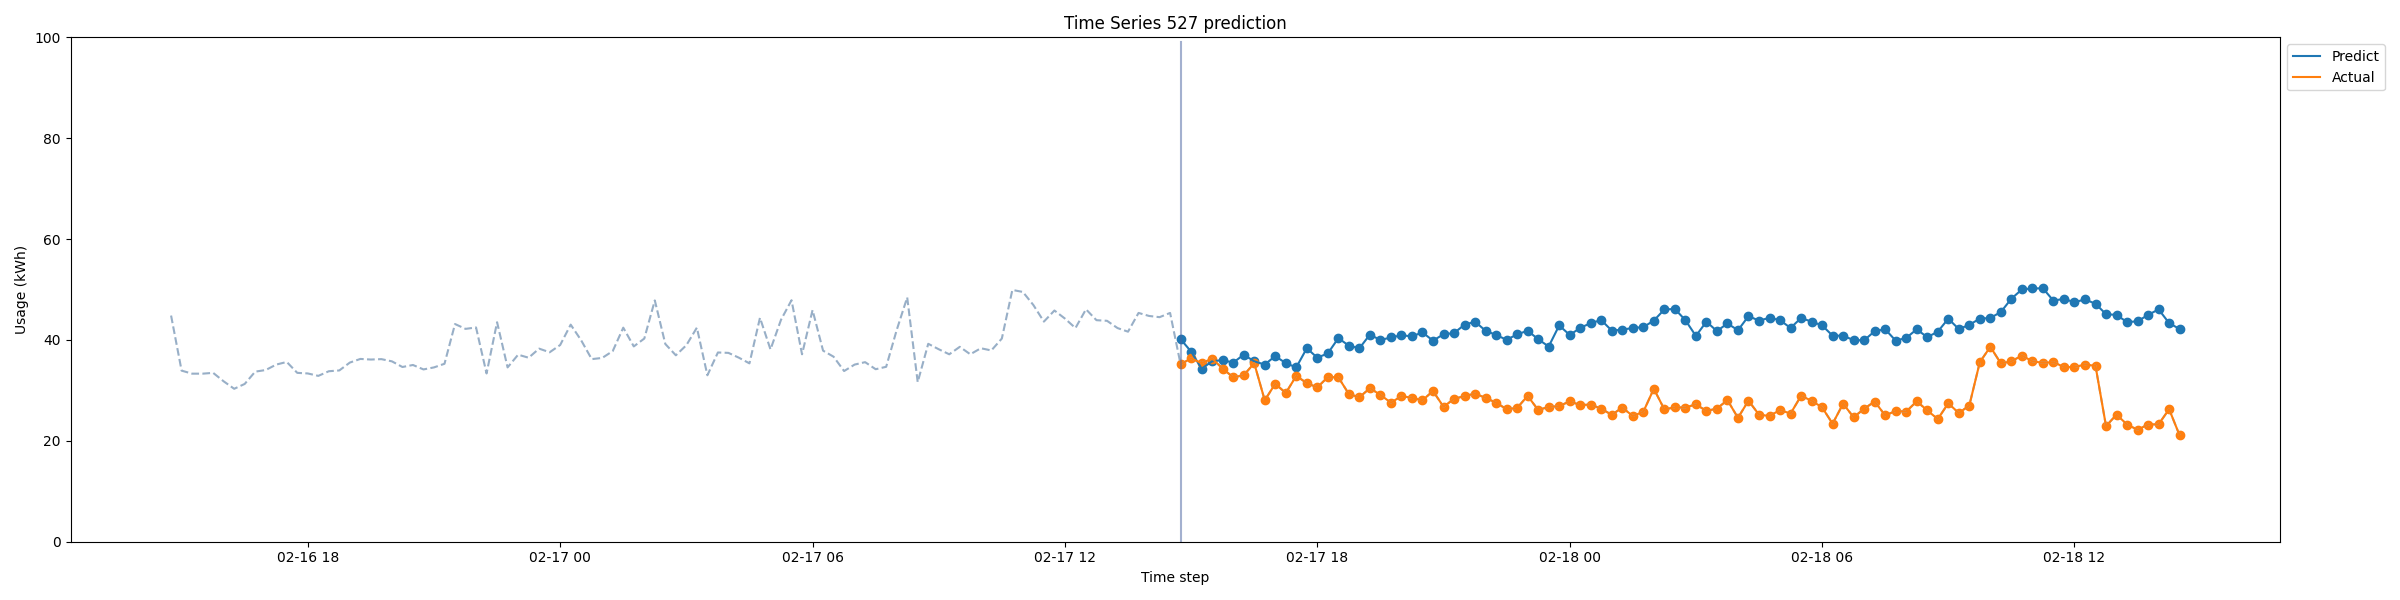 Time Series 527 prediction
100
80
60
40
20
0
Usage (kWh)
02-16 18
02-17 00
02-17 06
02-17 12
02-17 18
02-18 00
02-18 06
02-18 12
Time step
Predict
Actual